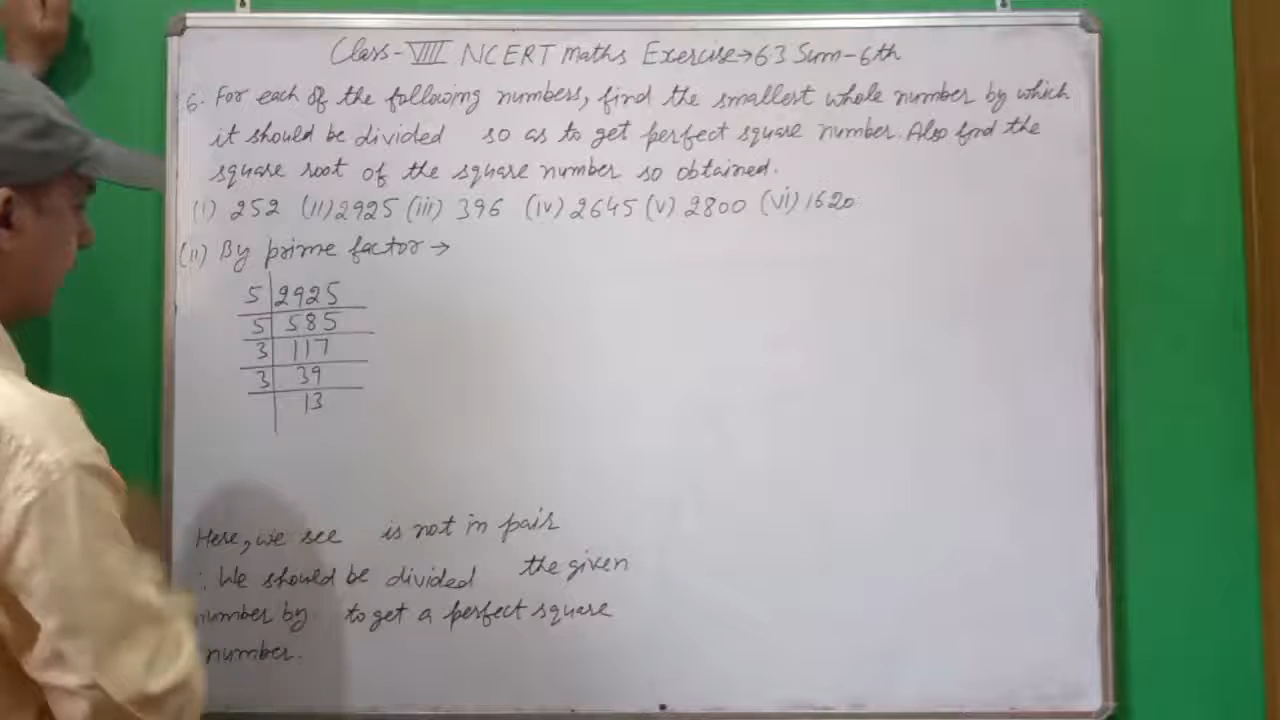 Class-VIII NCERT Maths Exercise→63 Sum-6th
6. For each of the following numbers, find the smallest whole number by which
it should be divided so as to get perfect square number. Also find the
square root of the square number so obtained.
(i) 252 (ii) 2925 (iii) 396 (iv) 2645 (v) 2800 (vi) 1620
(ii) By prime factor →
5 | 2925
5 | 585
3 | 117
3 | 39
| 13
Here, we see is not in pair
∴ We should be divided the given
number by to get a perfect square
number.